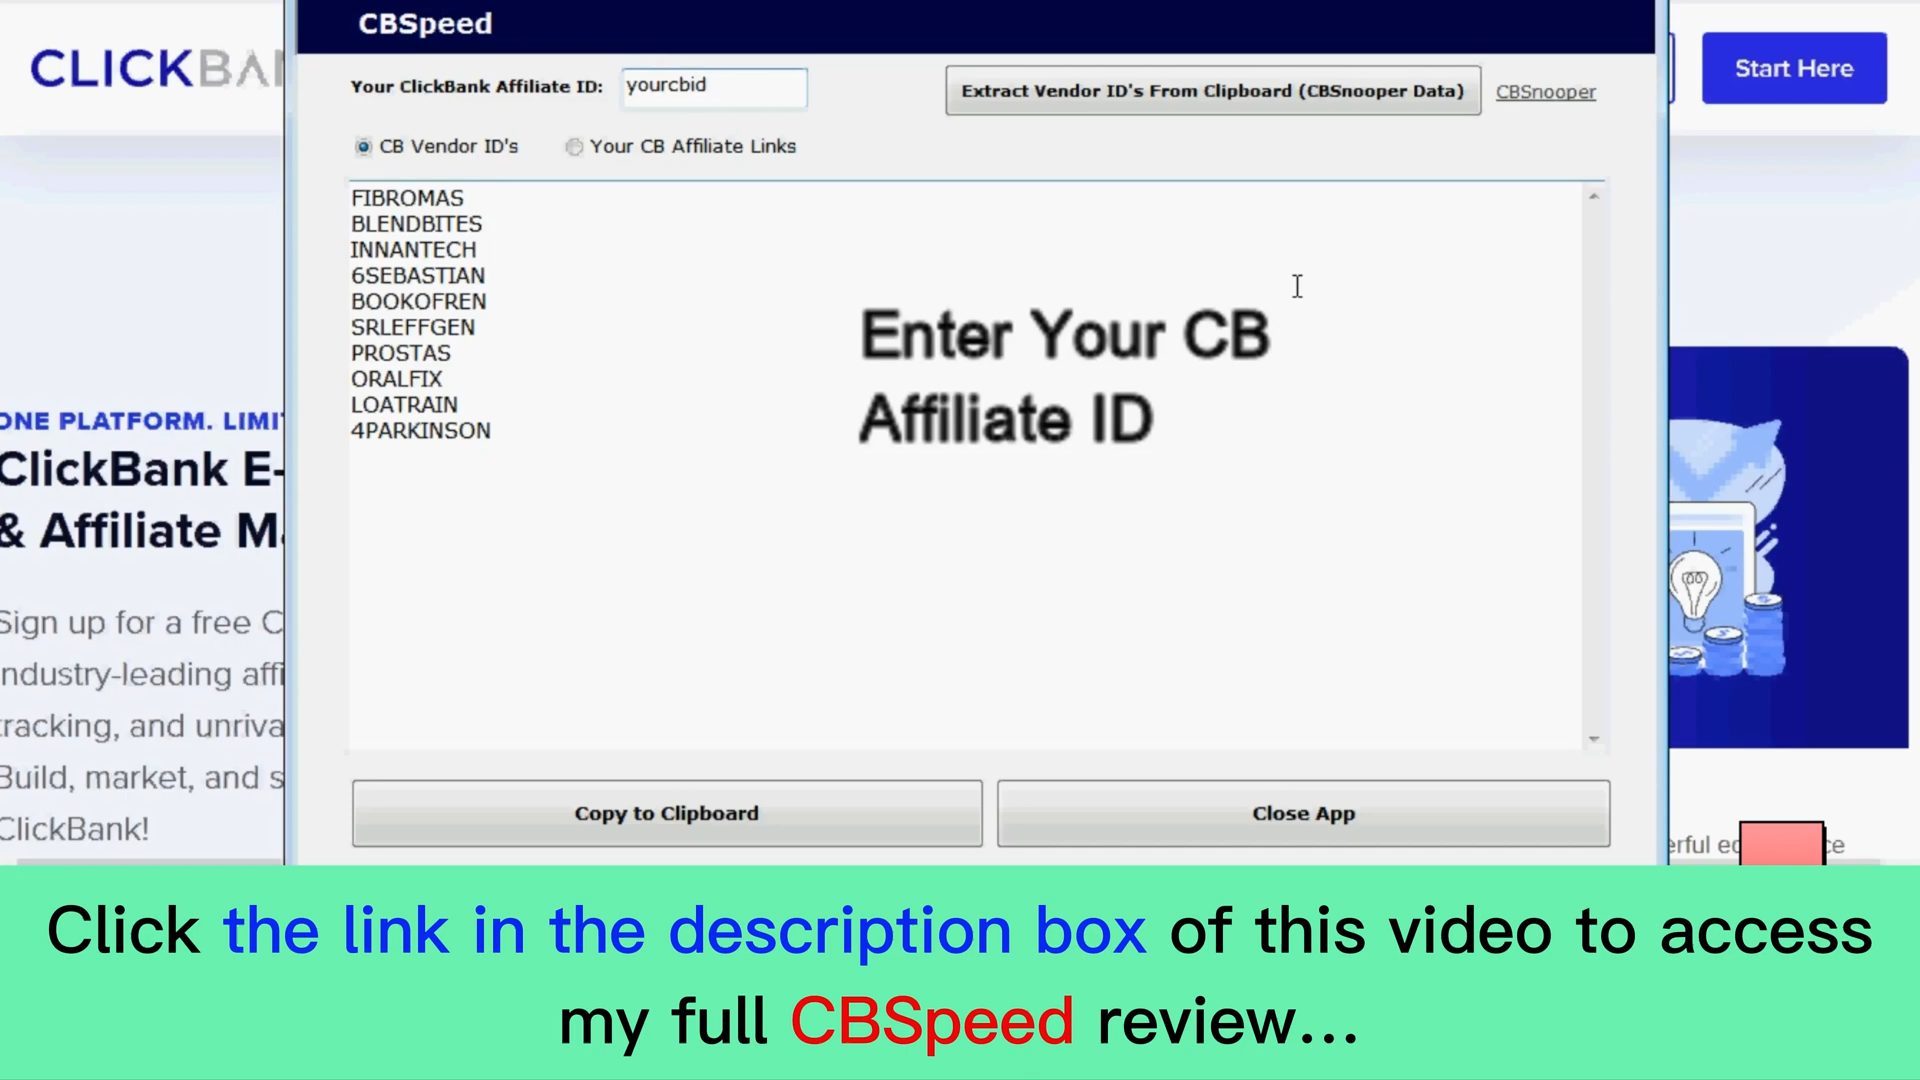 CBSpeed
CLICKBAN
Your ClickBank Affiliate ID: yourcbid
Extract Vendor ID's From Clipboard (CBSnooper Data)
CBSnooper
Start Here
CB Vendor ID's
Your CB Affiliate Links
FIBROMAS
BLENDBITES
INNANTECH
6SEBASTIAN
BOOKOFREN
SRLEFFGEN
PROSTAS
ORALFIX
LOATRAIN
4PARKINSON
Enter Your CB
Affiliate ID
ONE PLATFORM. LIMI
ClickBank E-
& Affiliate M
Sign up for a free C
industry-leading affi
tracking, and unriva
Build, market, and s
ClickBank!
Copy to Clipboard
Close App
Click the link in the description box of this video to access
my full CBSpeed review...